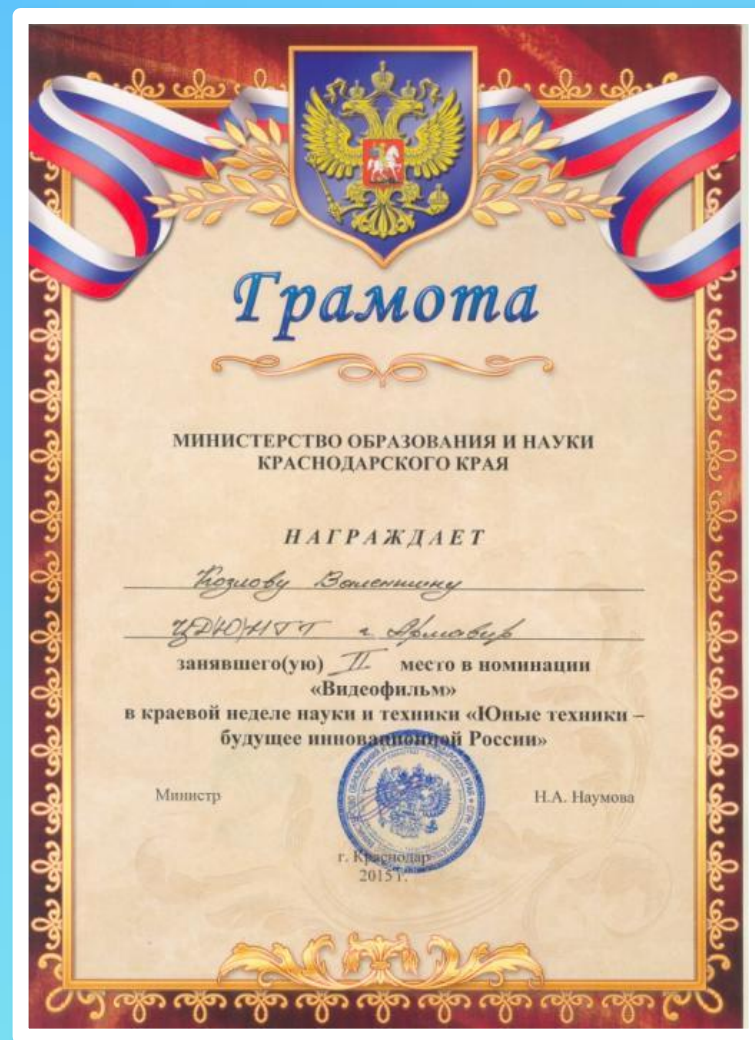 Грамота
МИНИСТЕРСТВО ОБРАЗОВАНИЯ И НАУКИ
КРАСНОДАРСКОГО КРАЯ
НАГРАЖДАЕТ
Козлову Валентину
ЦДЮНТТ г. Армавир
занявшего(ую) II место в номинации
«Видеофильм»
в краевой неделе науки и техники «Юные техники –
будущее инновационной России»
Министр Н.А. Наумова
г. Краснодар
2015 г.